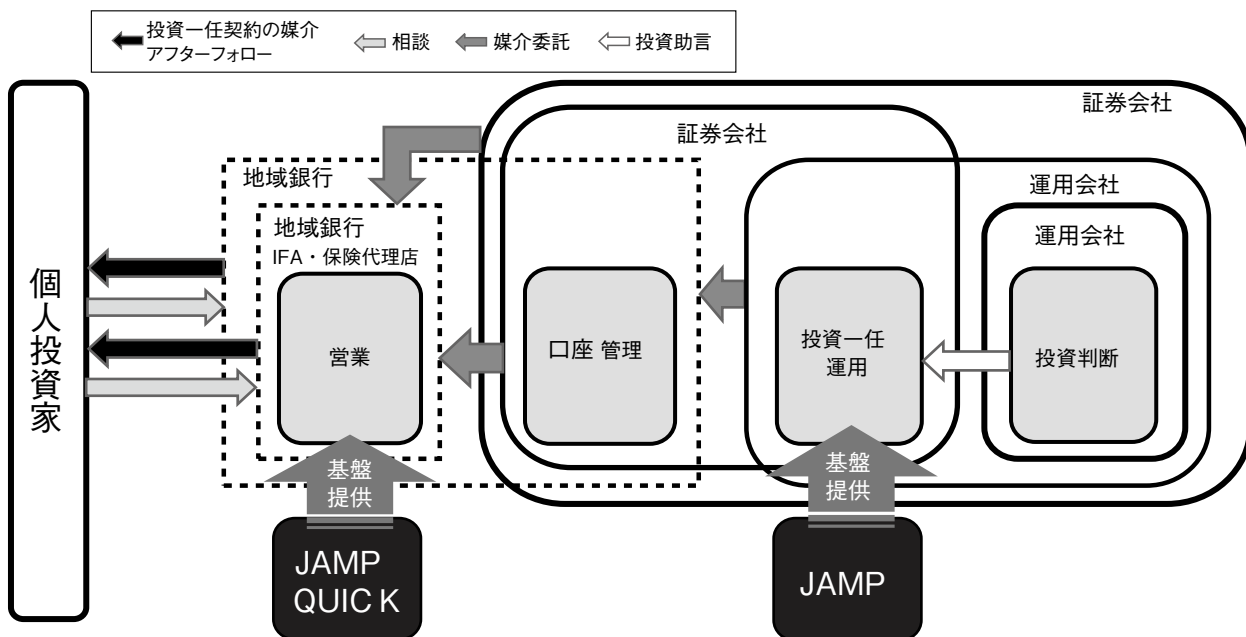 投資一任契約の媒介
アフターフォロー
相談
媒介委託
投資助言
証券会社
証券会社
地域銀行
運用会社
地域銀行
IFA・保険代理店
運用会社
個人投資家
営業
口座 管理
投資一任
運用
投資判断
基盤
提供
基盤
提供
JAMP
QUIC K
JAMP